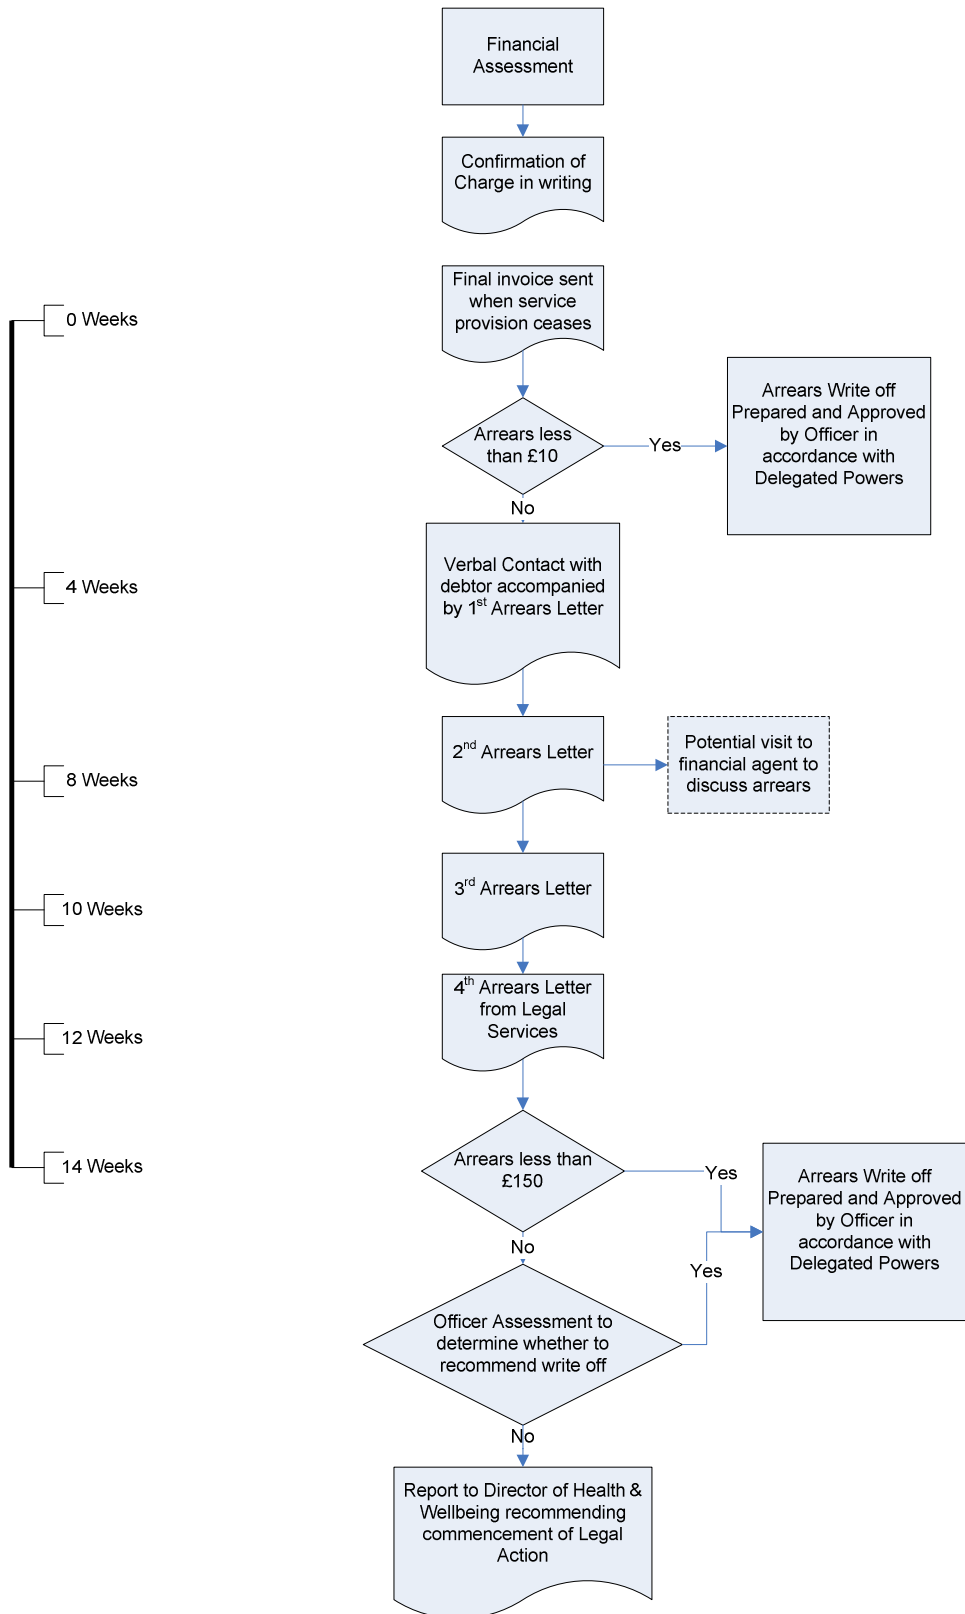 Financial
Assessment
Confirmation of
Charge in writing
Final invoice sent
when service
provision ceases
0 Weeks
Arrears less
than £10
Yes
Arrears Write off
Prepared and Approved
by Officer in
accordance with
Delegated Powers
No
Verbal Contact with
debtor accompanied
by 1st Arrears Letter
4 Weeks
2nd Arrears Letter
Potential visit to
financial agent to
discuss arrears
8 Weeks
3rd Arrears Letter
10 Weeks
4th Arrears Letter
from Legal
Services
12 Weeks
Arrears less than
£150
14 Weeks
Yes
Arrears Write off
Prepared and Approved
by Officer in
accordance with
Delegated Powers
No
Yes
Officer Assessment to
determine whether to
recommend write off
No
Report to Director of Health &
Wellbeing recommending
commencement of Legal
Action